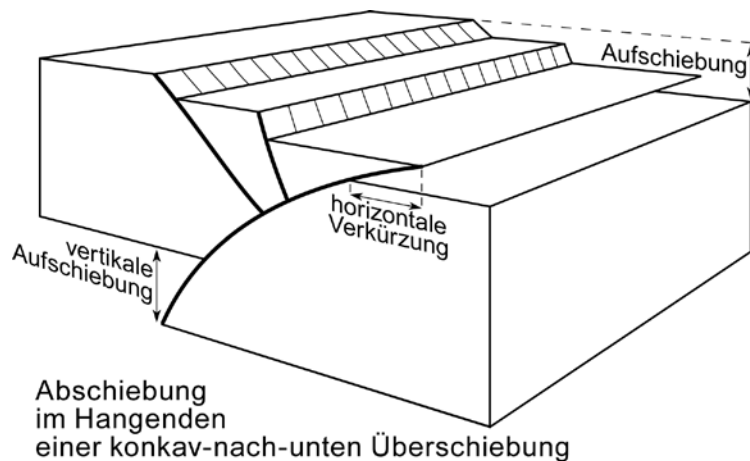 Aufschiebung
horizontale
Verkürzung
vertikale
Aufschiebung
Abschiebung
im Hangenden
einer konkav-nach-unten Überschiebung